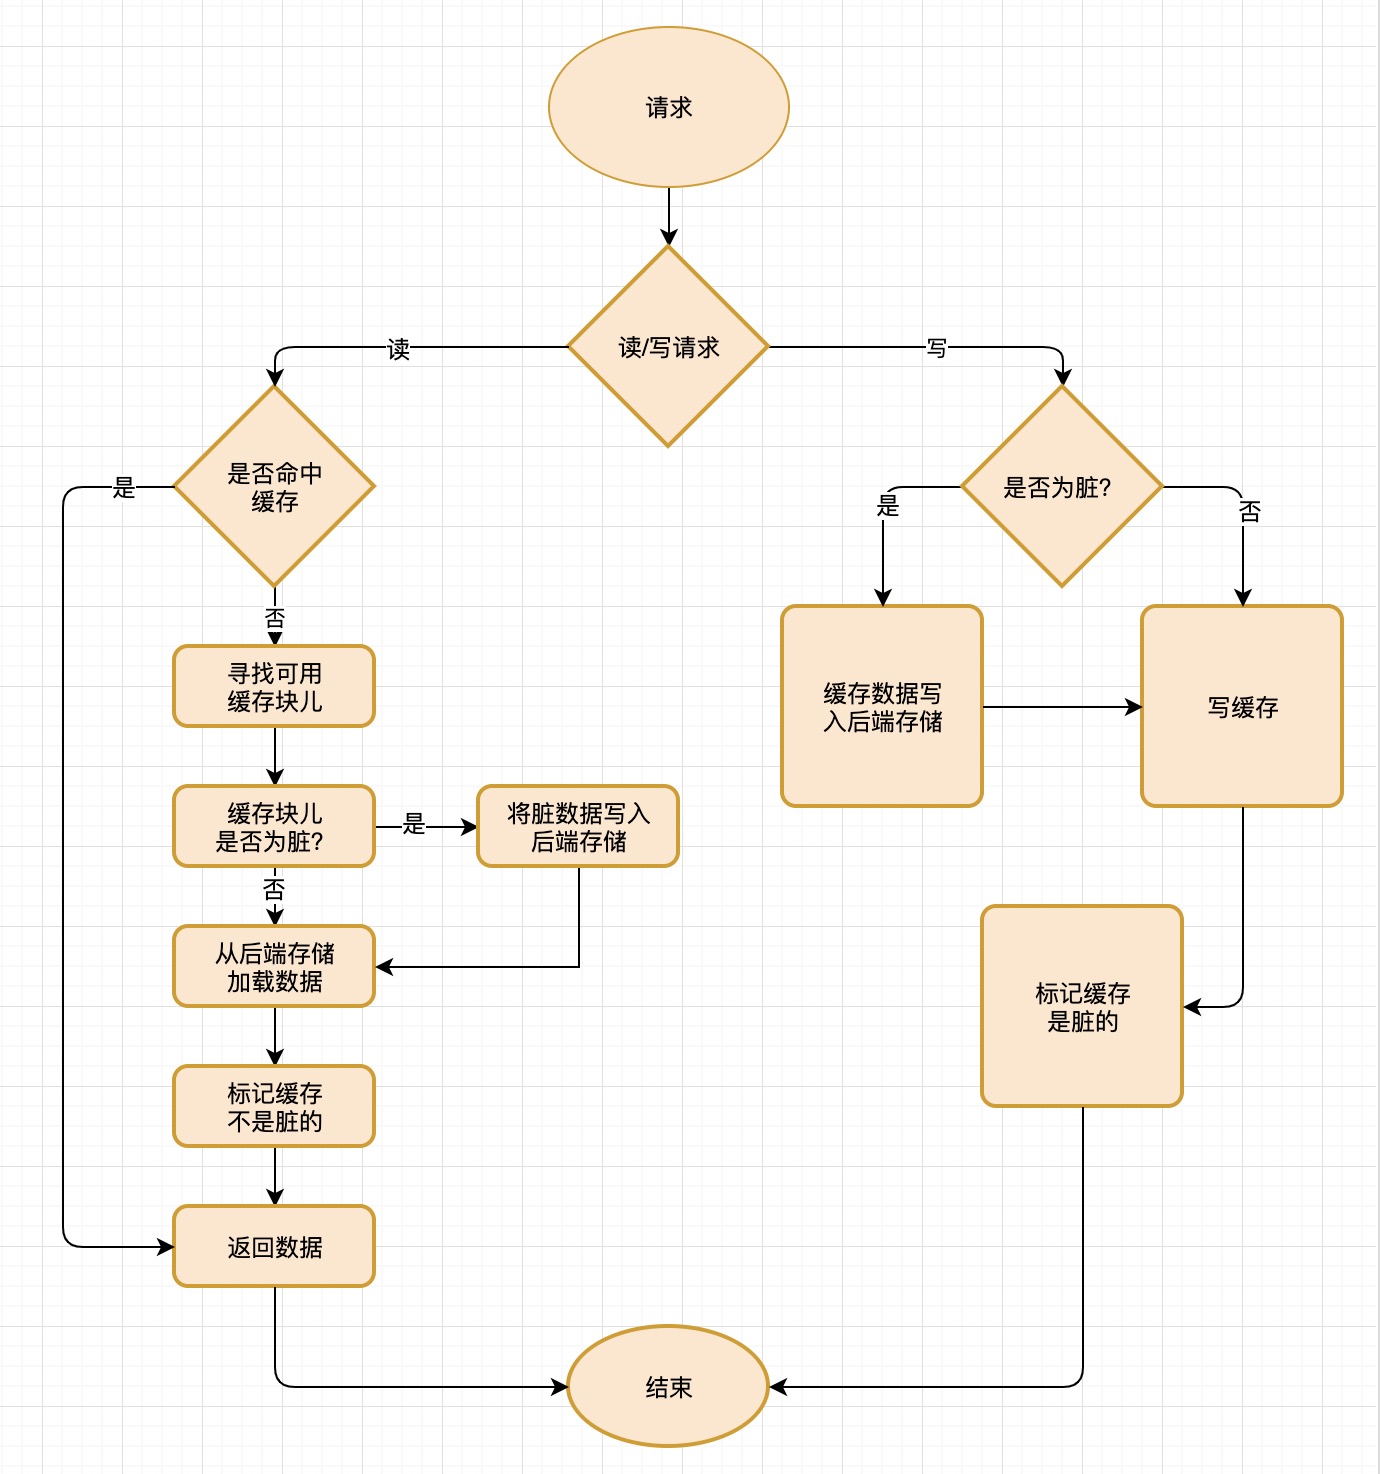 请求
读/写请求
读
写
是否命中
缓存
是
是否为脏?
是
否
否
寻找可用
缓存块儿
缓存数据写
入后端存储
写缓存
缓存块儿
是否为脏?
是
将脏数据写入
后端存储
否
从后端存储
加载数据
标记缓存
是脏的
标记缓存
不是脏的
返回数据
结束